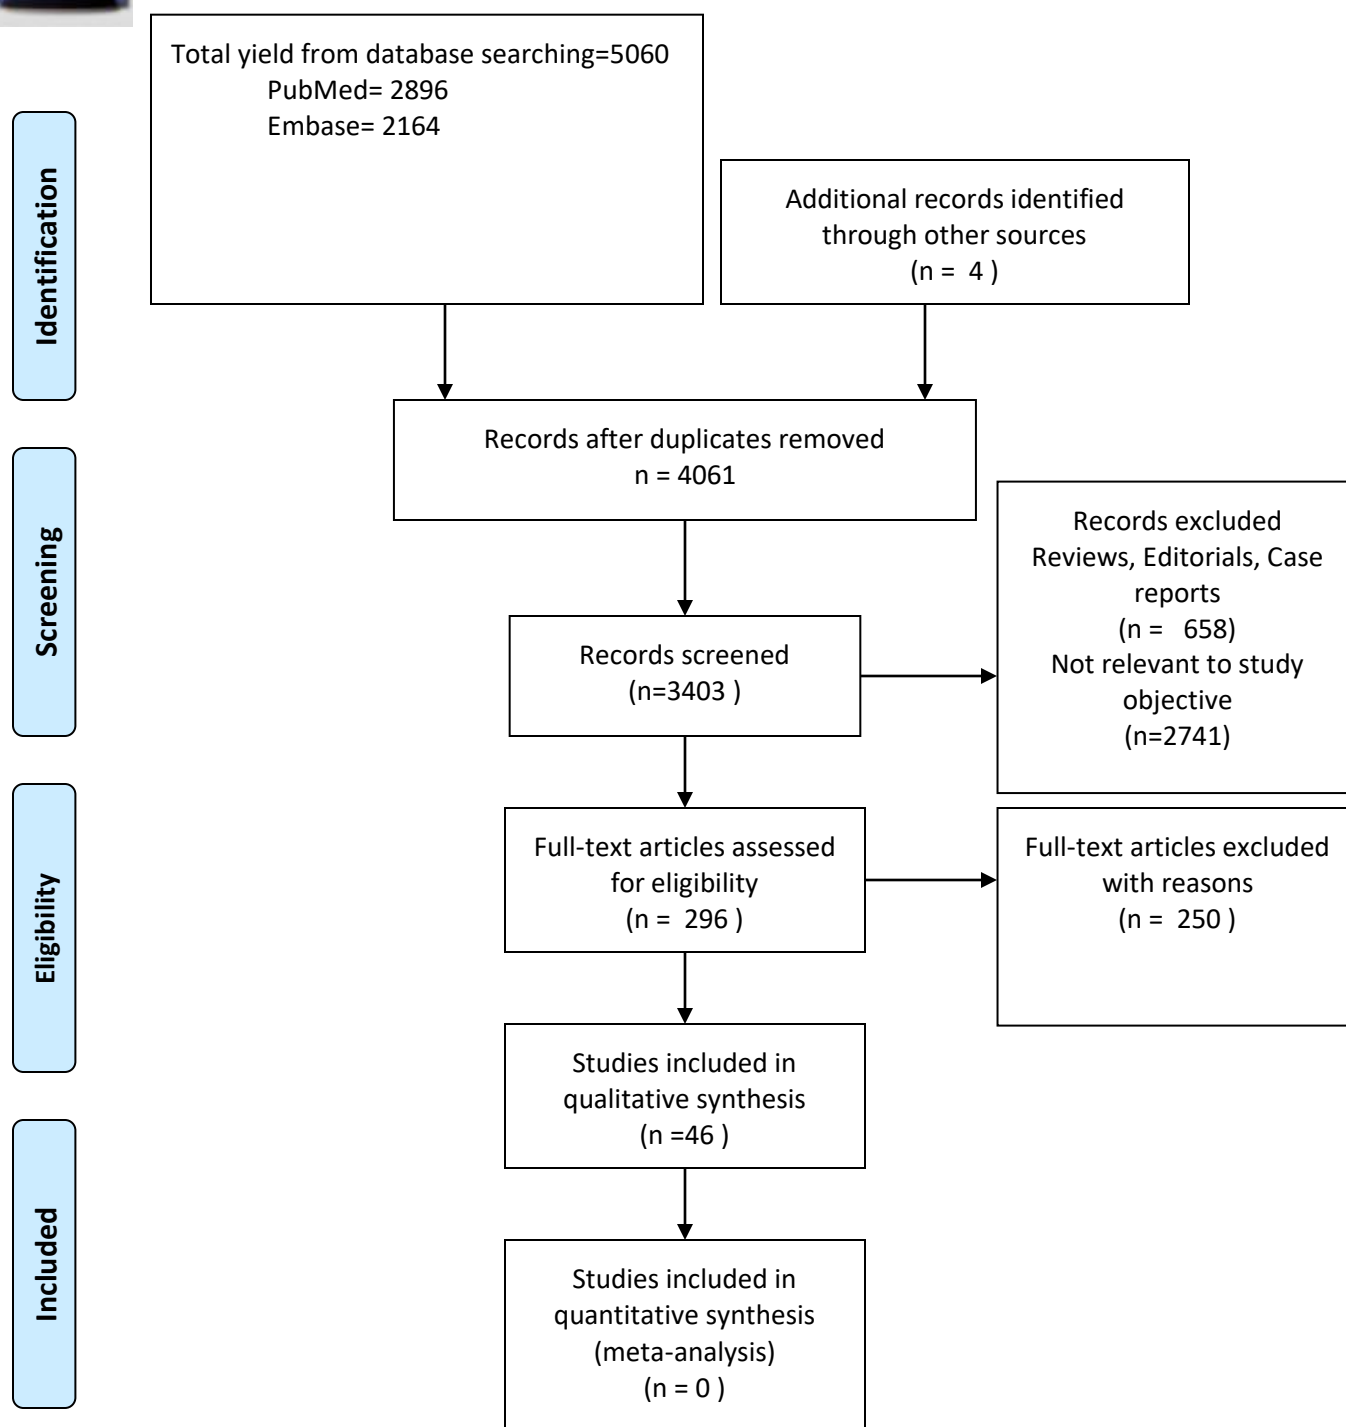 Total yield from database searching=5060
PubMed= 2896
Embase= 2164
Identification
Additional records identified
through other sources
(n =  4 )
Records after duplicates removed
n = 4061
Screening
Records excluded
Reviews, Editorials, Case
reports
(n =   658)
Not relevant to study
objective
(n=2741)
Records screened
(n=3403 )
Eligibility
Full-text articles assessed
for eligibility
(n =  296 )
Full-text articles excluded
with reasons
(n =  250 )
Studies included in
qualitative synthesis
(n =46 )
Included
Studies included in
quantitative synthesis
(meta-analysis)
(n = 0 )